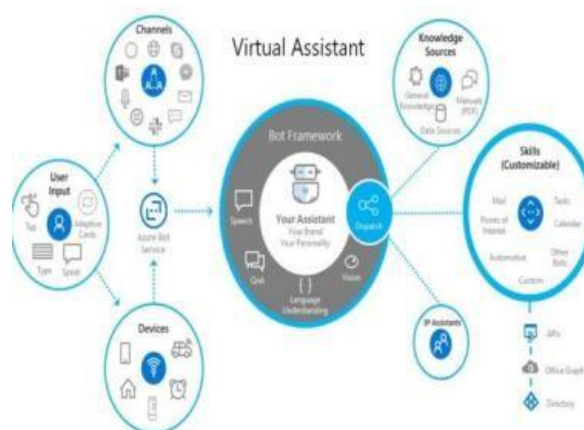 Virtual Assistant
Channels
User
Input
Tap
Adaptive
Cards
Type
Speak
Azure Bot
Service
Devices
Bot Framework
Your Assistant
Your Brand
Your Personality
Speech
QnA
{ }
Language
Understanding
Vision
Dispatch
Knowledge
Sources
General
Knowledge
Manuals
(PDF)
Data Sources
Skills
(Customizable)
Mail
Tasks
Points of
Interest
Calendar
Automotive
Other
Bots
Custom
Assistants
APIs
Office Graph
Directory